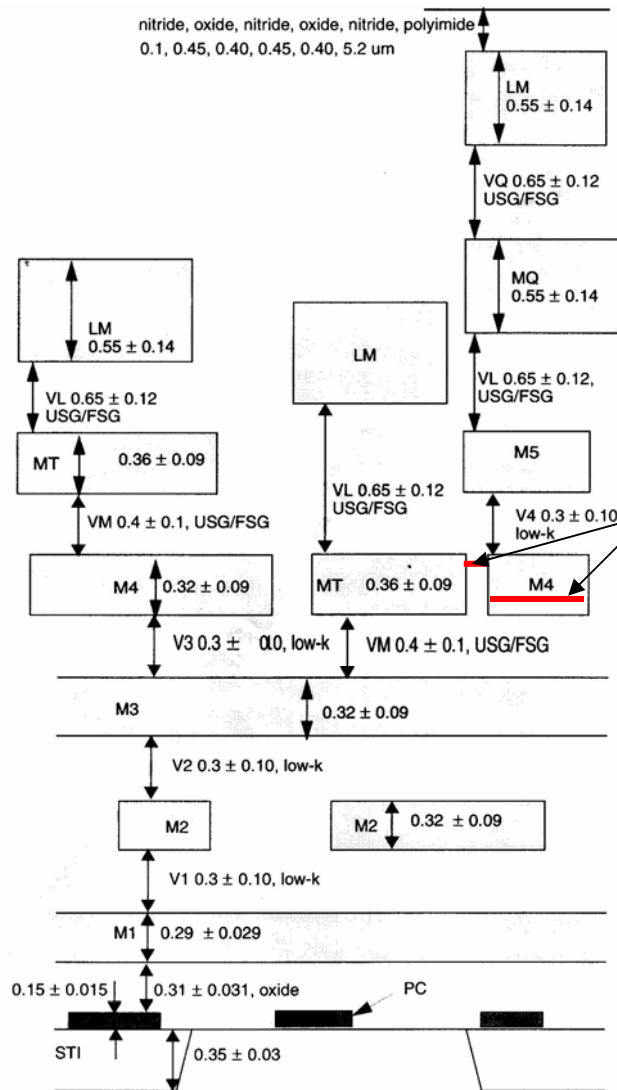 nitride, oxide, nitride, oxide, nitride, polyimide
0.1, 0.45, 0.40, 0.45, 0.40, 5.2 um
LM
0.55 ± 0.14
VQ 0.65 ± 0.12
USG/FSG
MQ
0.55 ± 0.14
LM
0.55 ± 0.14
LM
VL 0.65 ± 0.12
USG/FSG
VL 0.65 ± 0.12,
USG/FSG
MT
0.36 ± 0.09
M5
VL 0.65 ± 0.12
USG/FSG
VM 0.4 ± 0.1, USG/FSG
V4 0.3 ± 0.10
low-k
M4
0.32 ± 0.09
MT
0.36 ± 0.09
M4
V3 0.3 ± 0.10, low-k
VM 0.4 ± 0.1, USG/FSG
M3
0.32 ± 0.09
V2 0.3 ± 0.10, low-k
M2
M2
0.32 ± 0.09
V1 0.3 ± 0.10, low-k
M1
0.29 ± 0.029
0.15 ± 0.015
0.31 ± 0.031, oxide
PC
STI
0.35 ± 0.03